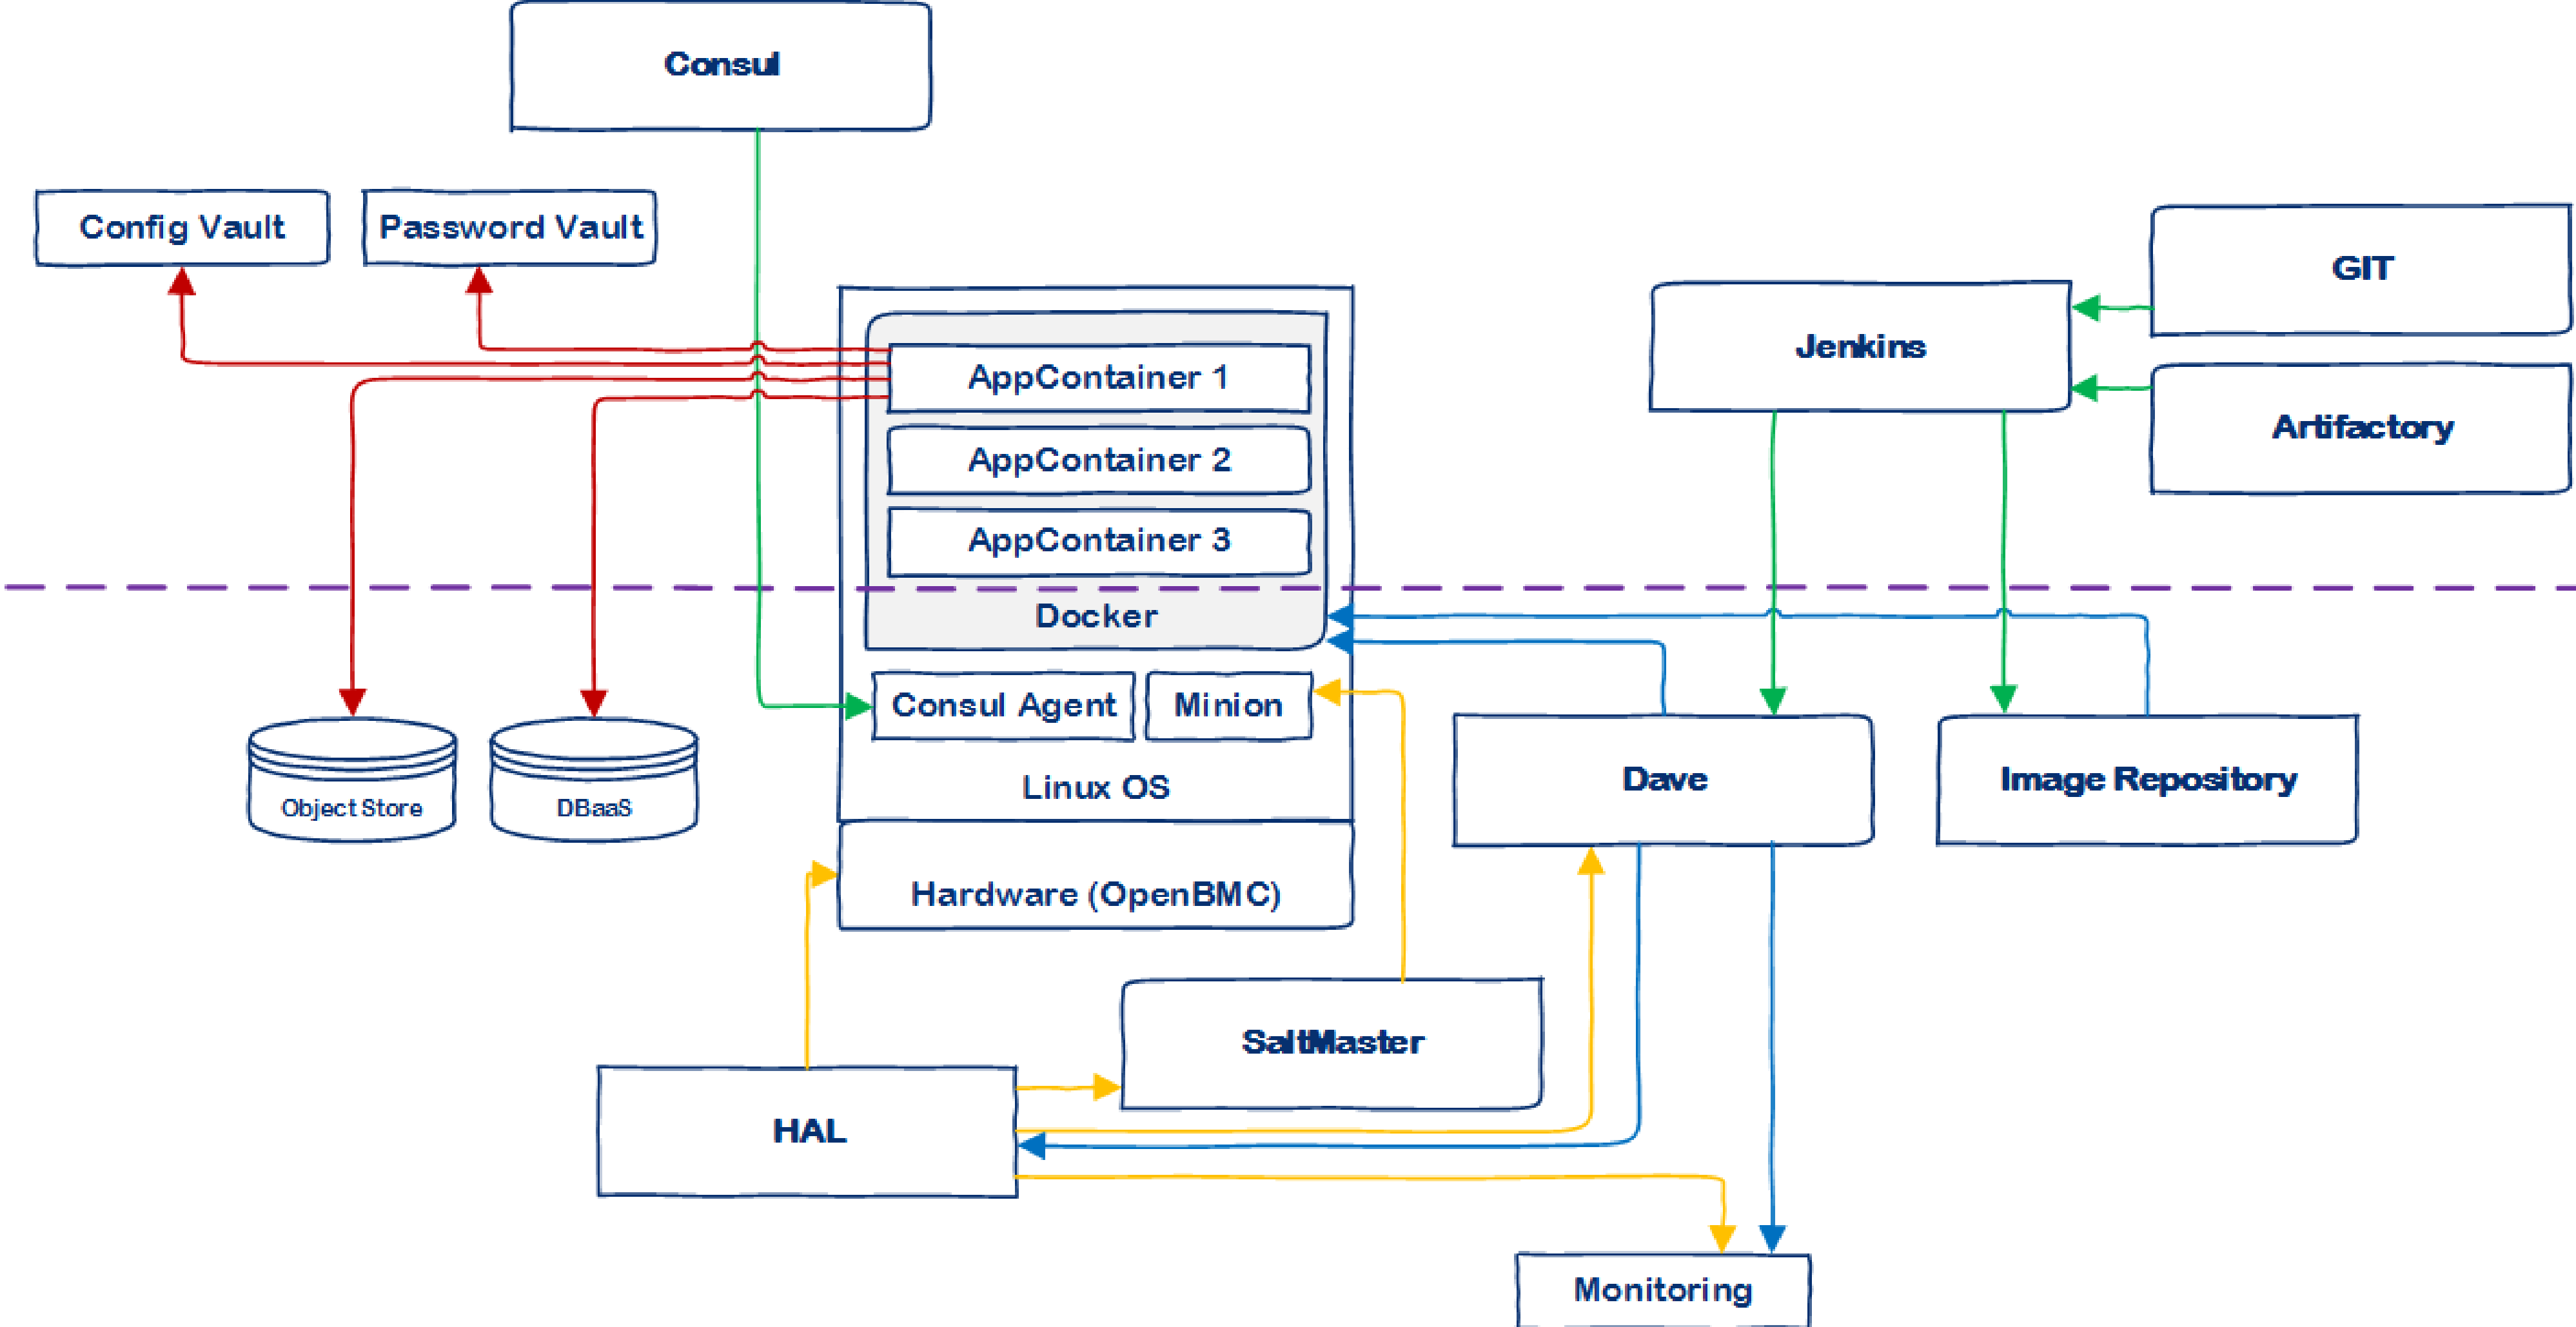 Consul
Config Vault
Password Vault
GIT
Jenkins
AppContainer 1
Artifactory
AppContainer 2
AppContainer 3
Docker
Consul Agent
Minion
Dave
Image Repository
Linux OS
Object Store
DBaaS
Hardware (OpenBMC)
SaltMaster
HAL
Monitoring